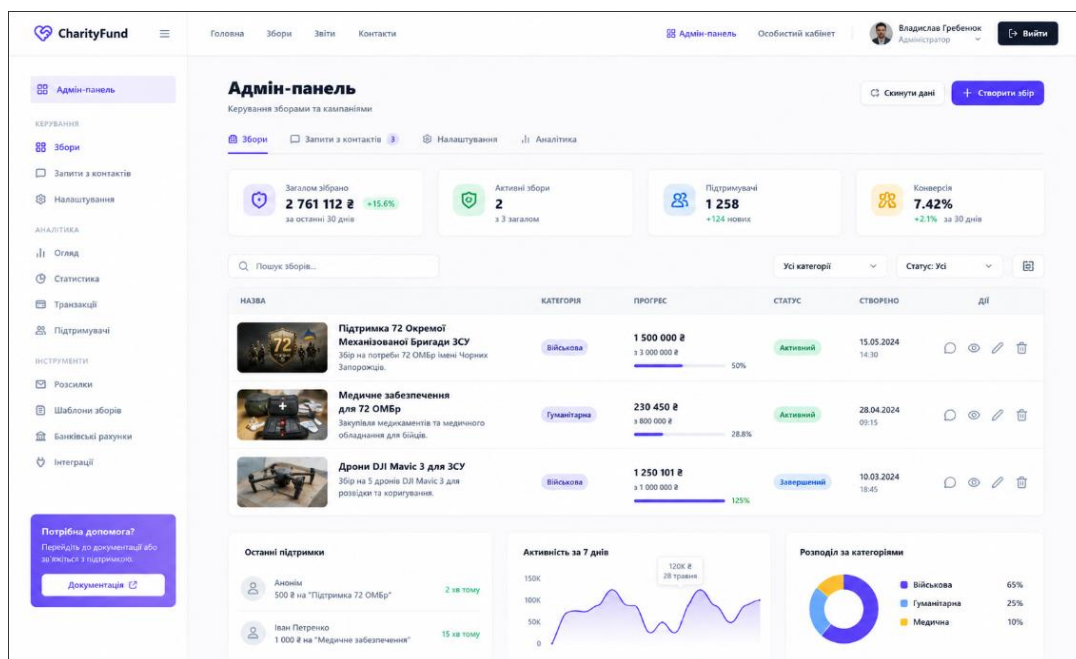 CharityFund
Головна Збори Звіти Контакти
Адмін-панель Особистий кабінет
Владислав Гребенюк
Адміністратор
Вийти
Адмін-панель
КЕРУВАННЯ
Збори
Запити з контактів
Налаштування
АНАЛІТИКА
Огляд
Статистика
Транзакції
Підтримувачі
ІНСТРУМЕНТИ
Розсилки
Шаблони зборів
Банківські рахунки
Інтеграції
Потрібна допомога?
Перейдіть до документації або
зв'яжіться з підтримкою.
Документація
Адмін-панель
Керування зборами та кампаніями
Скинути дані
Створити збір
Збори Запити з контактів 3 Налаштування Аналітика
Загалом зібрано
2 761 112 ₴ +15.6%
за останні 30 днів
Активні збори
2
з 3 загалом
Підтримувачі
1 258
+124 нових
Конверсія
7.42%
+2.1% за 30 днів
Пошук зборів...
Усі категорії
Статус: Усі
НАЗВА КАТЕГОРІЯ ПРОГРЕС СТАТУС СТВОРЕНО ДІЇ
72
Підтримка 72 Окремої
Механізованої Бригади ЗСУ
Збір на потреби 72 ОМБр імені Чорних
Запорожців.
Військова
1 500 000 ₴
з 3 000 000 ₴
50%
Активний
15.05.2024
14:30
Медичне забезпечення
для 72 ОМБр
Закупівля медикаментів та медичного
обладнання для бійців.
Гуманітарна
230 450 ₴
з 800 000 ₴
28.8%
Активний
28.04.2024
09:15
Дрони DJI Mavic 3 для ЗСУ
Збір на 5 дронів DJI Mavic 3 для
розвідки та коригування.
Військова
1 250 101 ₴
з 1 000 000 ₴
125%
Завершений
10.03.2024
18:45
Останні підтримки
Анонім
500 ₴ на "Підтримка 72 ОМБр"
2 хв тому
Іван Петренко
1 000 ₴ на "Медичне забезпечення"
15 хв тому
Активність за 7 днів
150K
100K
50K
0
120K ₴
28 травня
Розподіл за категоріями
Військова 65%
Гуманітарна 25%
Медична 10%